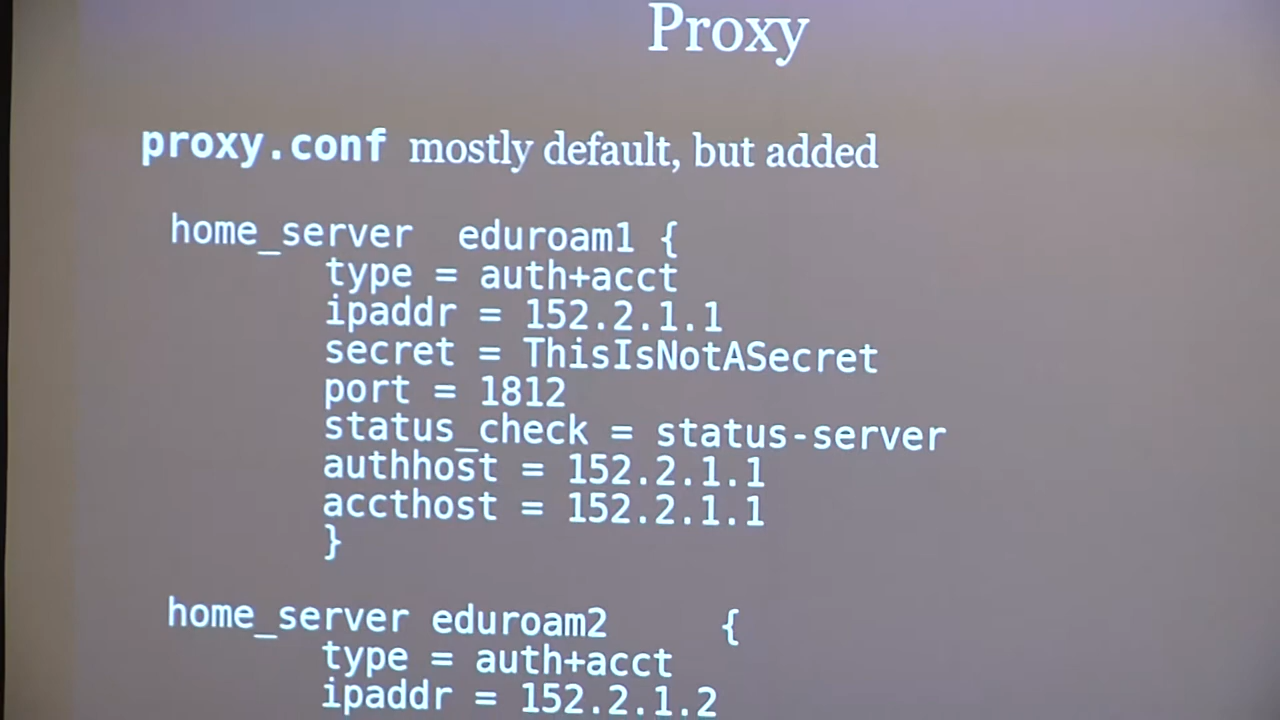 Proxy
proxy.conf mostly default, but added
home_server eduroam1 {
type = auth+acct
ipaddr = 152.2.1.1
secret = ThisIsNotASecret
port = 1812
status_check = status-server
authhost = 152.2.1.1
accthost = 152.2.1.1
}
home_server eduroam2 {
type = auth+acct
ipaddr = 152.2.1.2